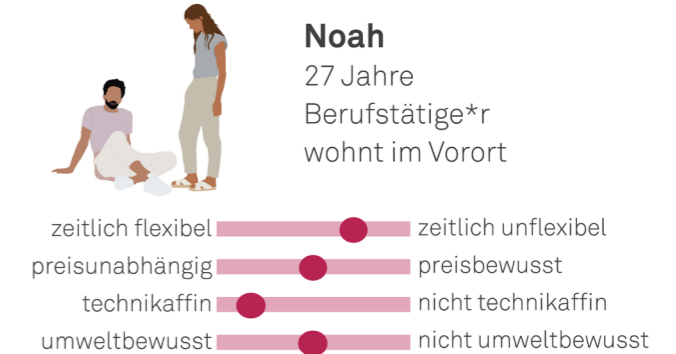 Noah
27 Jahre
Berufstätige*r
wohnt im Vorort
zeitlich flexibel zeitlich unflexibel
preisunabhängig preisbewusst
technikaffin nicht technikaffin
umweltbewusst nicht umweltbewusst